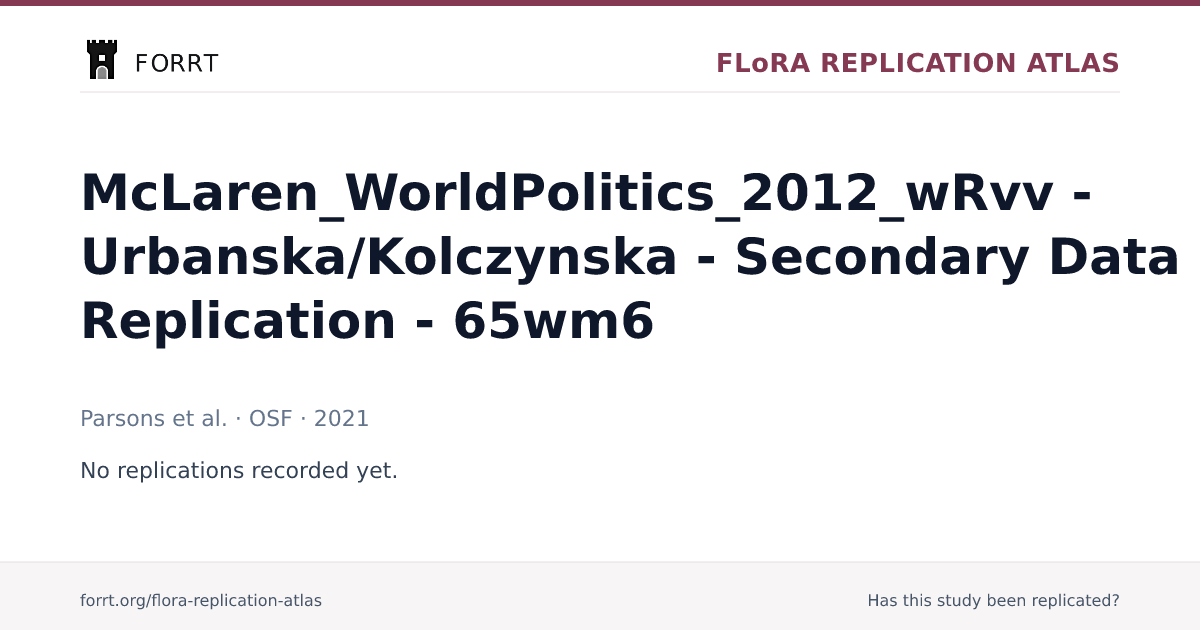 FORRT
FLoRA REPLICATION ATLAS
McLaren_WorldPolitics_2012_wRvv -
Urbanska/Kolczynska - Secondary Data
Replication - 65wm6
Parsons et al. · OSF · 2021
No replications recorded yet.
forrt.org/flora-replication-atlas
Has this study been replicated?